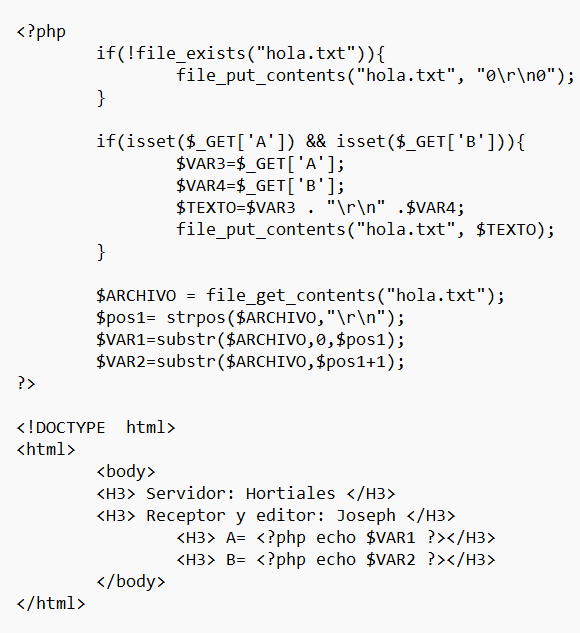 <?php
if(!file_exists("hola.txt")){
file_put_contents("hola.txt", "0\r\n0");
}
if(isset($_GET['A']) && isset($_GET['B'])){
$VAR3=$_GET['A'];
$VAR4=$_GET['B'];
$TEXTO=$VAR3 . "\r\n" .$VAR4;
file_put_contents("hola.txt", $TEXTO);
}
$ARCHIVO = file_get_contents("hola.txt");
$pos1= strpos($ARCHIVO,"\r\n");
$VAR1=substr($ARCHIVO,0,$pos1);
$VAR2=substr($ARCHIVO,$pos1+1);
?>
<!DOCTYPE  html>
<html>
<body>
<H3> Servidor: Hortiales </H3>
<H3> Receptor y editor: Joseph </H3>
<H3> A= <?php echo $VAR1 ?></H3>
<H3> B= <?php echo $VAR2 ?></H3>
</body>
</html>